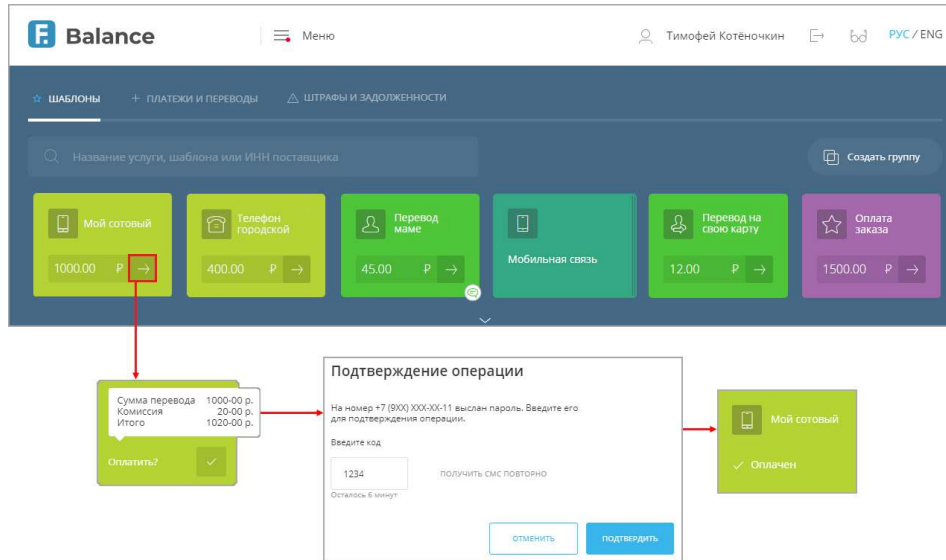 F. Balance
Меню
Тимофей Котёночкин
РУС / ENG
ШАБЛОНЫ
+ ПЛАТЕЖИ И ПЕРЕВОДЫ
ШТРАФЫ И ЗАДОЛЖЕННОСТИ
Название услуги, шаблона или ИНН поставщика
Создать группу
Мой сотовый
1000.00 ₽ →
Телефон
городской
400.00 ₽ →
Перевод
маме
45.00 ₽ →
Мобильная связь
Перевод на
свою карту
12.00 ₽ →
Оплата
заказа
1500.00 ₽ →
Сумма перевода 1000-00 р.
Комиссия 20-00 р.
Итого 1020-00 р.
Оплатить?
Подтверждение операции
На номер +7 (9XX) XXX-XX-11 выслан пароль. Введите его
для подтверждения операции.
Введите код
1234
ПОЛУЧИТЬ СМС ПОВТОРНО
Осталось 6 минут
ОТМЕНИТЬ
ПОДТВЕРДИТЬ
Мой сотовый
Оплачен